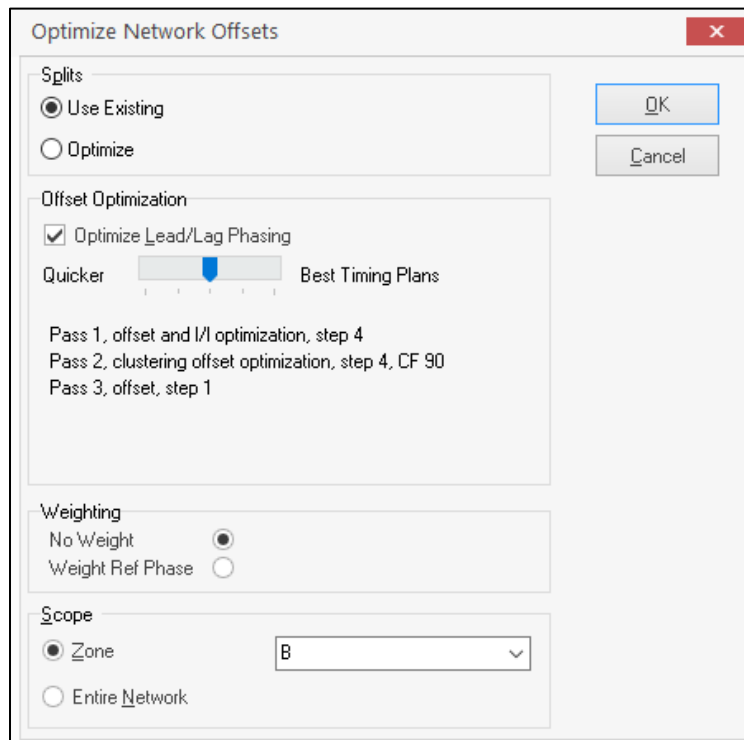 Optimize Network Offsets
Splits
Use Existing
Optimize
OK
Cancel
Offset Optimization
Optimize Lead/Lag Phasing
Quicker Best Timing Plans
Pass 1, offset and I/I optimization, step 4
Pass 2, clustering offset optimization, step 4, CF 90
Pass 3, offset, step 1
Weighting
No Weight
Weight Ref Phase
Scope
Zone B
Entire Network